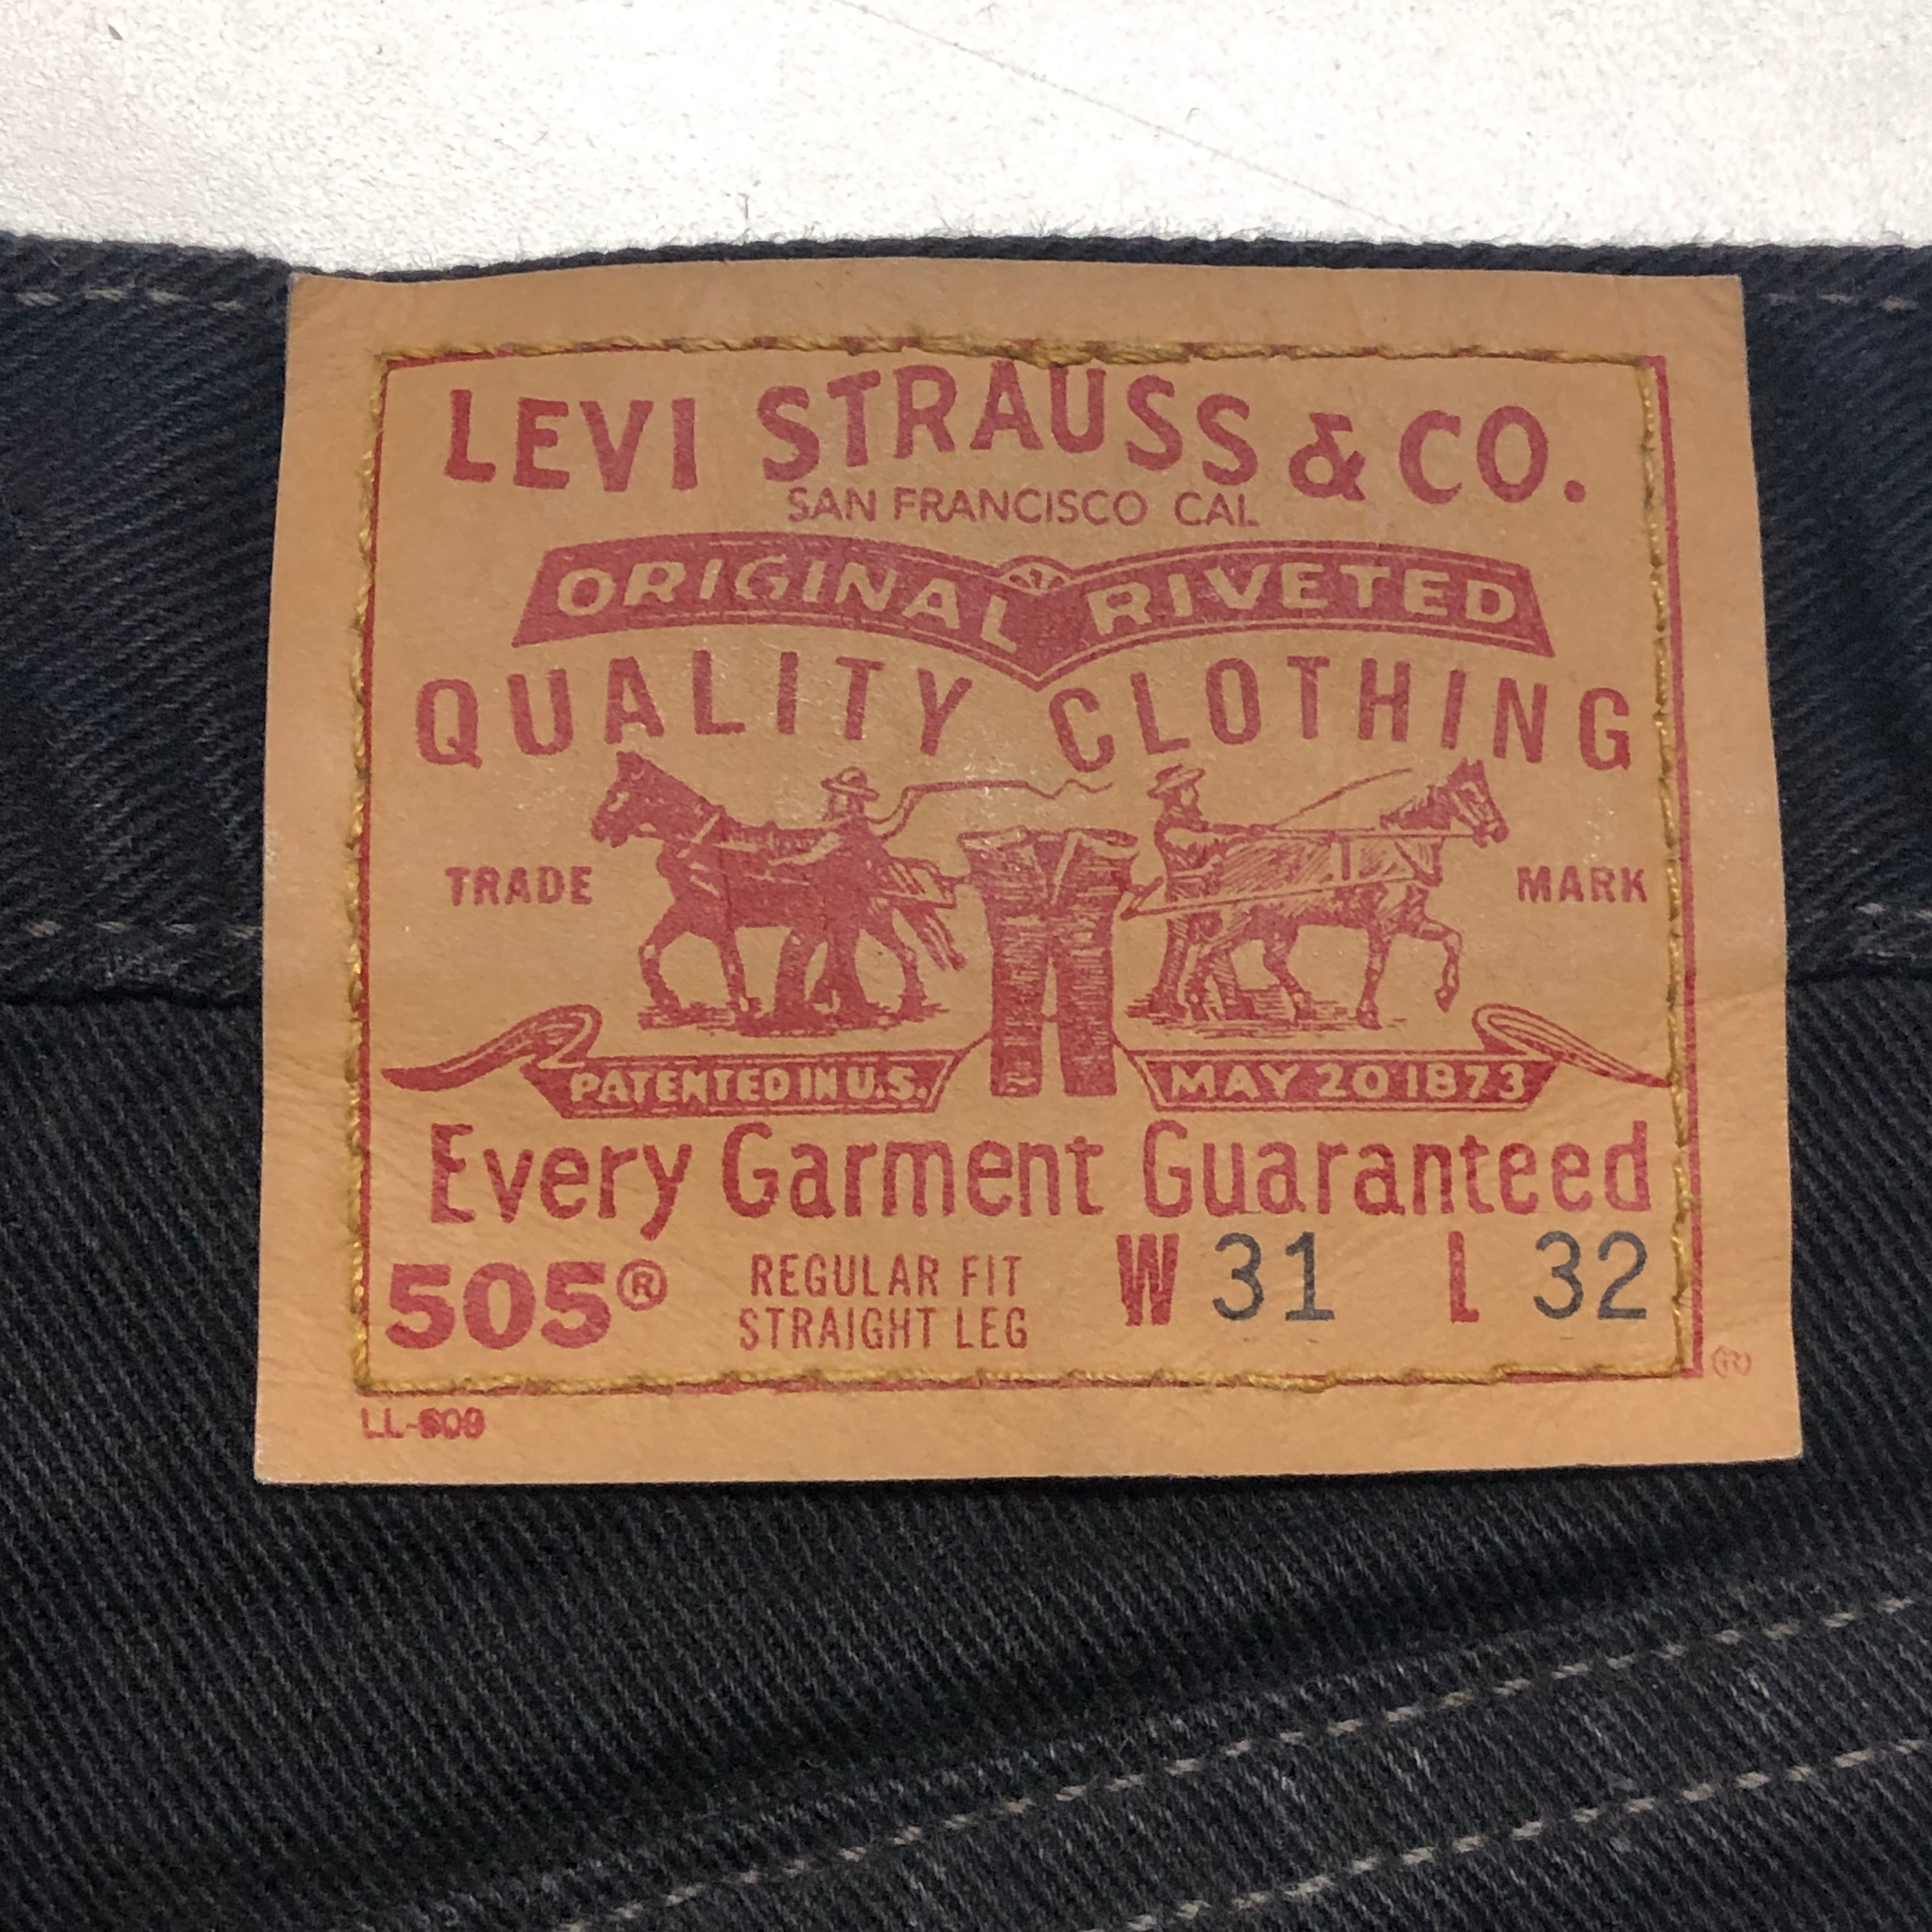 LEVI STRAUSS & CO.
SAN FRANCISCO CAL
ORIGINAL RIVETED
QUALITY CLOTHING
TRADE MARK
PATENTED IN U.S. MAY 20 1873
Every Garment Guaranteed
505® REGULAR FIT STRAIGHT LEG W 31 L 32
®